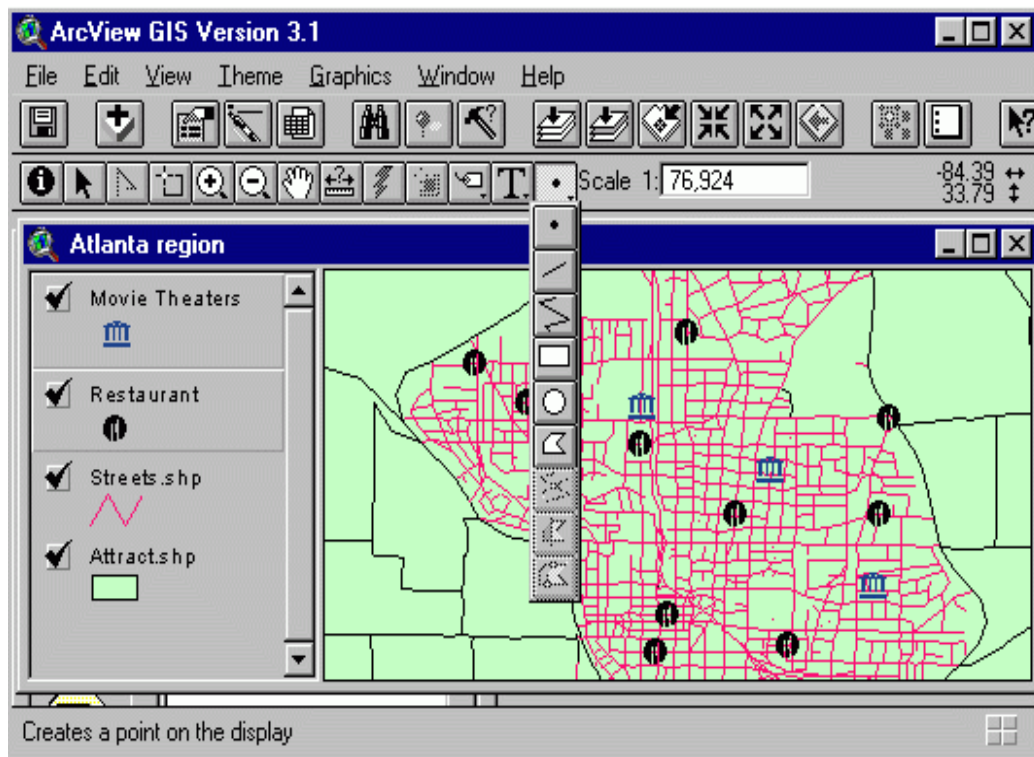 ArcView GIS Version 3.1
File Edit View Theme Graphics Window Help
T Scale 1: 76,924 -84.39
33.79
Atlanta region
Movie Theaters
Restaurant
Streets.shp
Attract.shp
Creates a point on the display